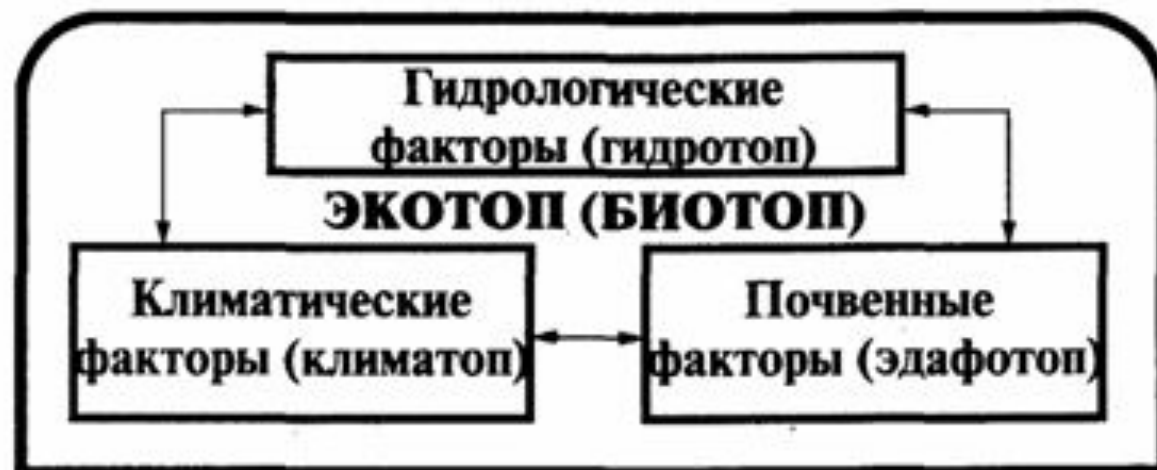 Гидрологические
факторы (гидротоп)
ЭКОТОП (БИОТОП)
Климатические
факторы (климатоп)
Почвенные
факторы (эдафотоп)